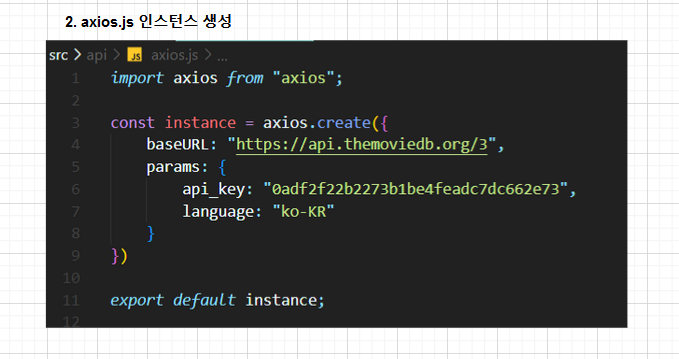 2. axios.js 인스턴스 생성
src > api > JS axios.js > ...
1 import axios from "axios";
2
3 const instance = axios.create({
4 baseURL: "https://api.themoviedb.org/3",
5 params: {
6 api_key: "0adf2f22b2273b1be4feadc7dc662e73",
7 language: "ko-KR"
8 }
9 })
10
11 export default instance;
12